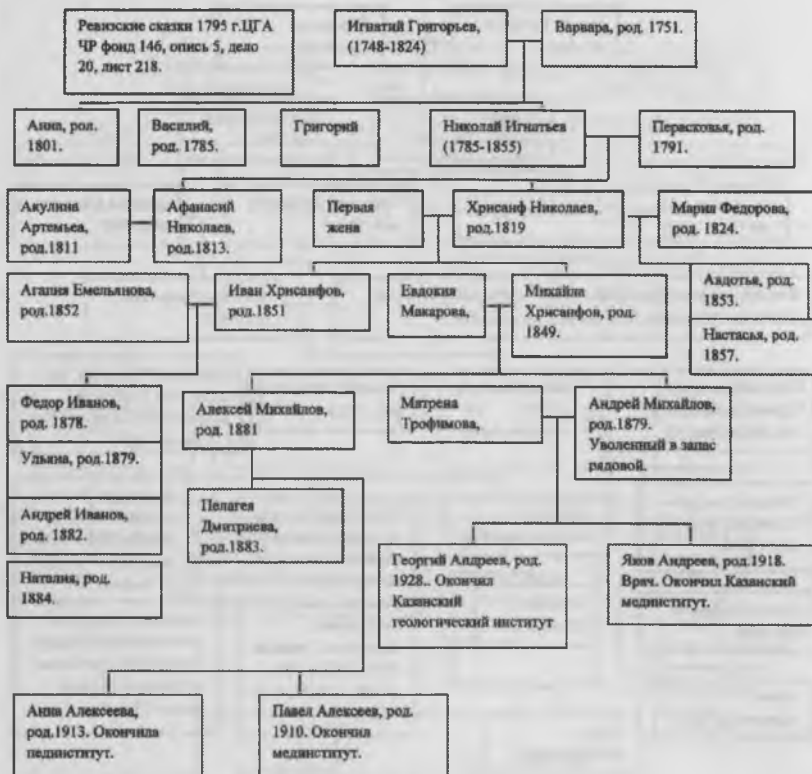 Ревизские сказки 1795 г.ЦГА
ЧР фонд 146, опись 5, дело
20, лист 218.
Игнатий Григорьев,
(1748-1824)
Варвара, род. 1751.
Анна, род.
1801.
Василий,
род. 1785.
Григорий
Николай Игнатьев
(1785-1855)
Перасковья, род.
1791.
Акулина
Артемьеа,
род.1811
Афанасий
Николаев,
род.1813.
Первая
жена
Хрисанф Николаев,
род.1819
Мария Федорова,
род. 1824.
Агапия Емельянова,
род.1852
Иван Хрисанфов,
род.1851
Евдокия
Макарова,
Михайла
Хрисанфов, род.
1849.
Авдотья, род.
1853.
Настасья, род.
1857.
Федор Иванов,
род. 1878.
Ульяна, род.1879.
Андрей Иванов,
род. 1882.
Наталия, род.
1884.
Алексей Михайлов,
род. 1881
Матрена
Трофимова,
Андрей Михайлов,
род.1879.
Уволенный в запас
рядовой.
Пелагея
Дмитриева,
род.1883.
Георгий Андреев, род.
1928.. Окончил
Казанский
геологический институт
Яков Андреев, род.1918.
Врач. Окончил Казанский
мединститут.
Анна Алексеева,
род.1913. Окончила
пединститут.
Павел Алексеев, род.
1910. Окончил
мединститут.